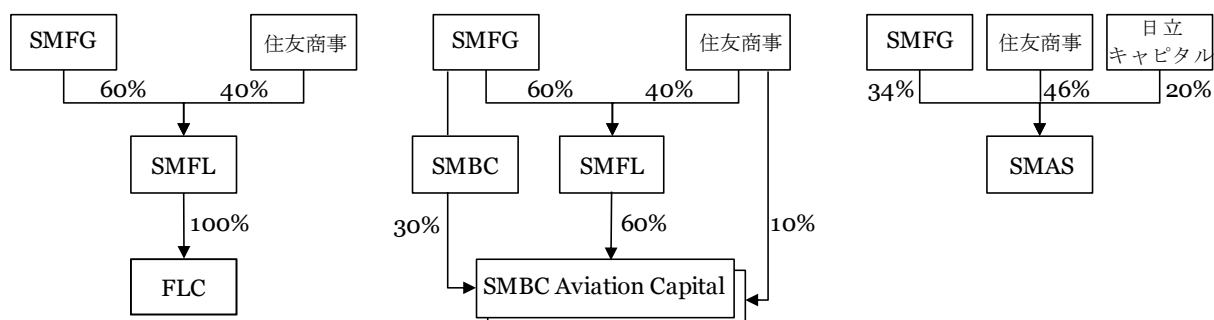 SMFG
住友商事
60%
40%
SMFL
100%
FLC
SMFG
住友商事
60%
40%
SMBC
SMFL
30%
60%
10%
SMBC Aviation Capital
SMFG
住友商事
日立
キャピタル
34%
46%
20%
SMAS